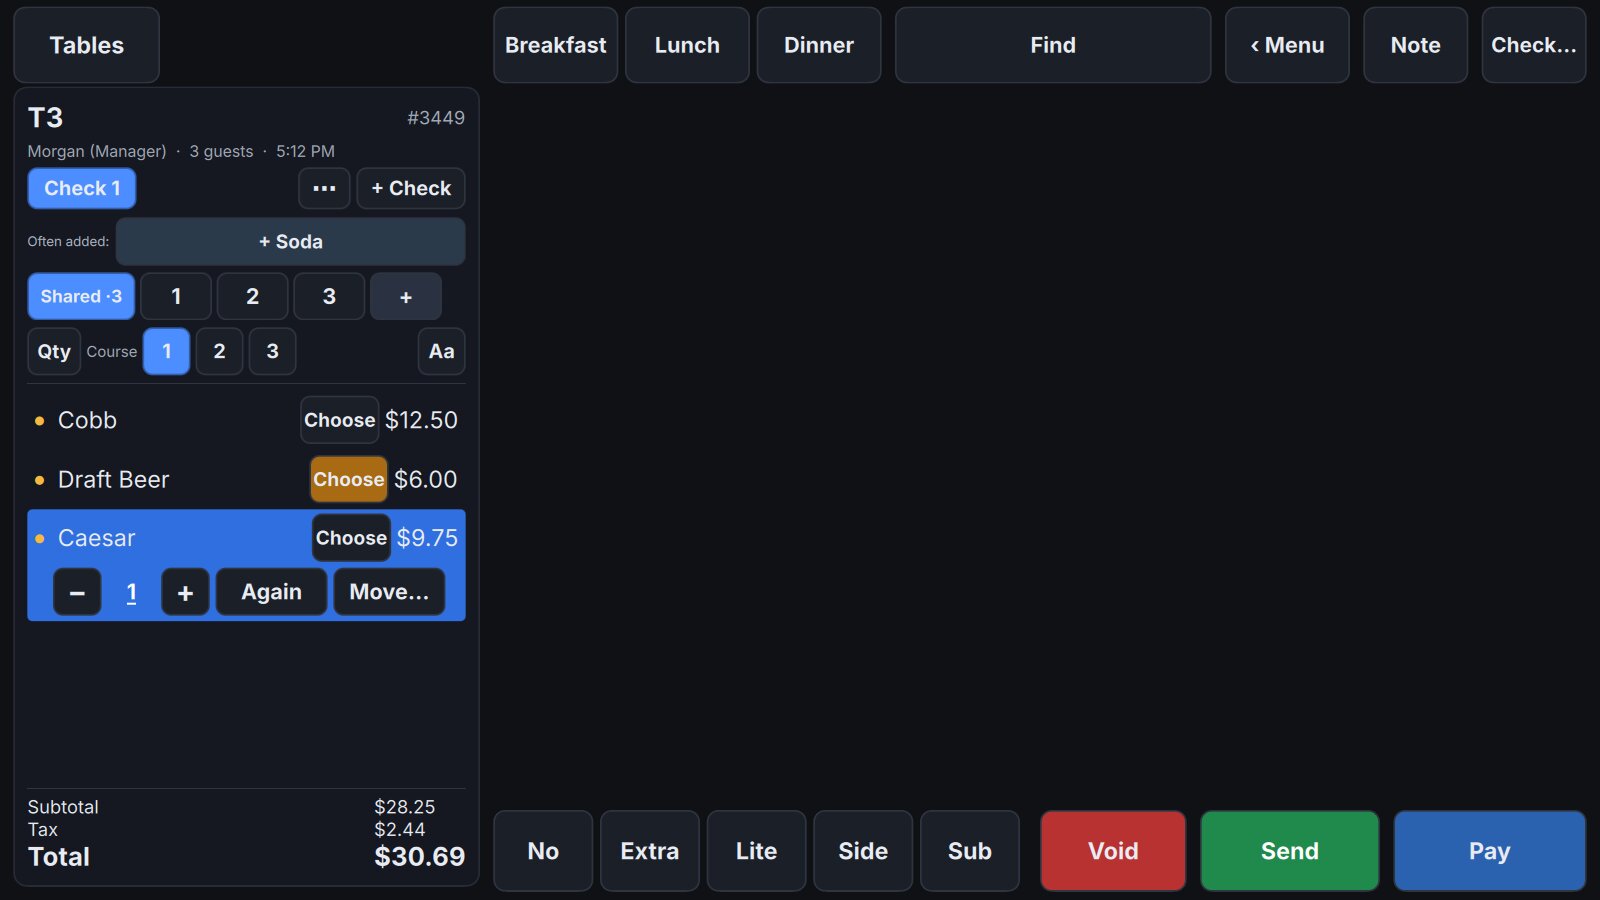 Tables
Breakfast
Lunch
Dinner
Find
‹ Menu
Note
Check...
T3
#3449
Morgan (Manager) · 3 guests · 5:12 PM
Check 1
···
+ Check
Often added:
+ Soda
Shared ·3
1
2
3
+
Qty
Course
1
2
3
Aa
Cobb
Choose
$12.50
Draft Beer
Choose
$6.00
Caesar
Choose
$9.75
−
1
+
Again
Move...
Subtotal
$28.25
Tax
$2.44
Total
$30.69
No
Extra
Lite
Side
Sub
Void
Send
Pay